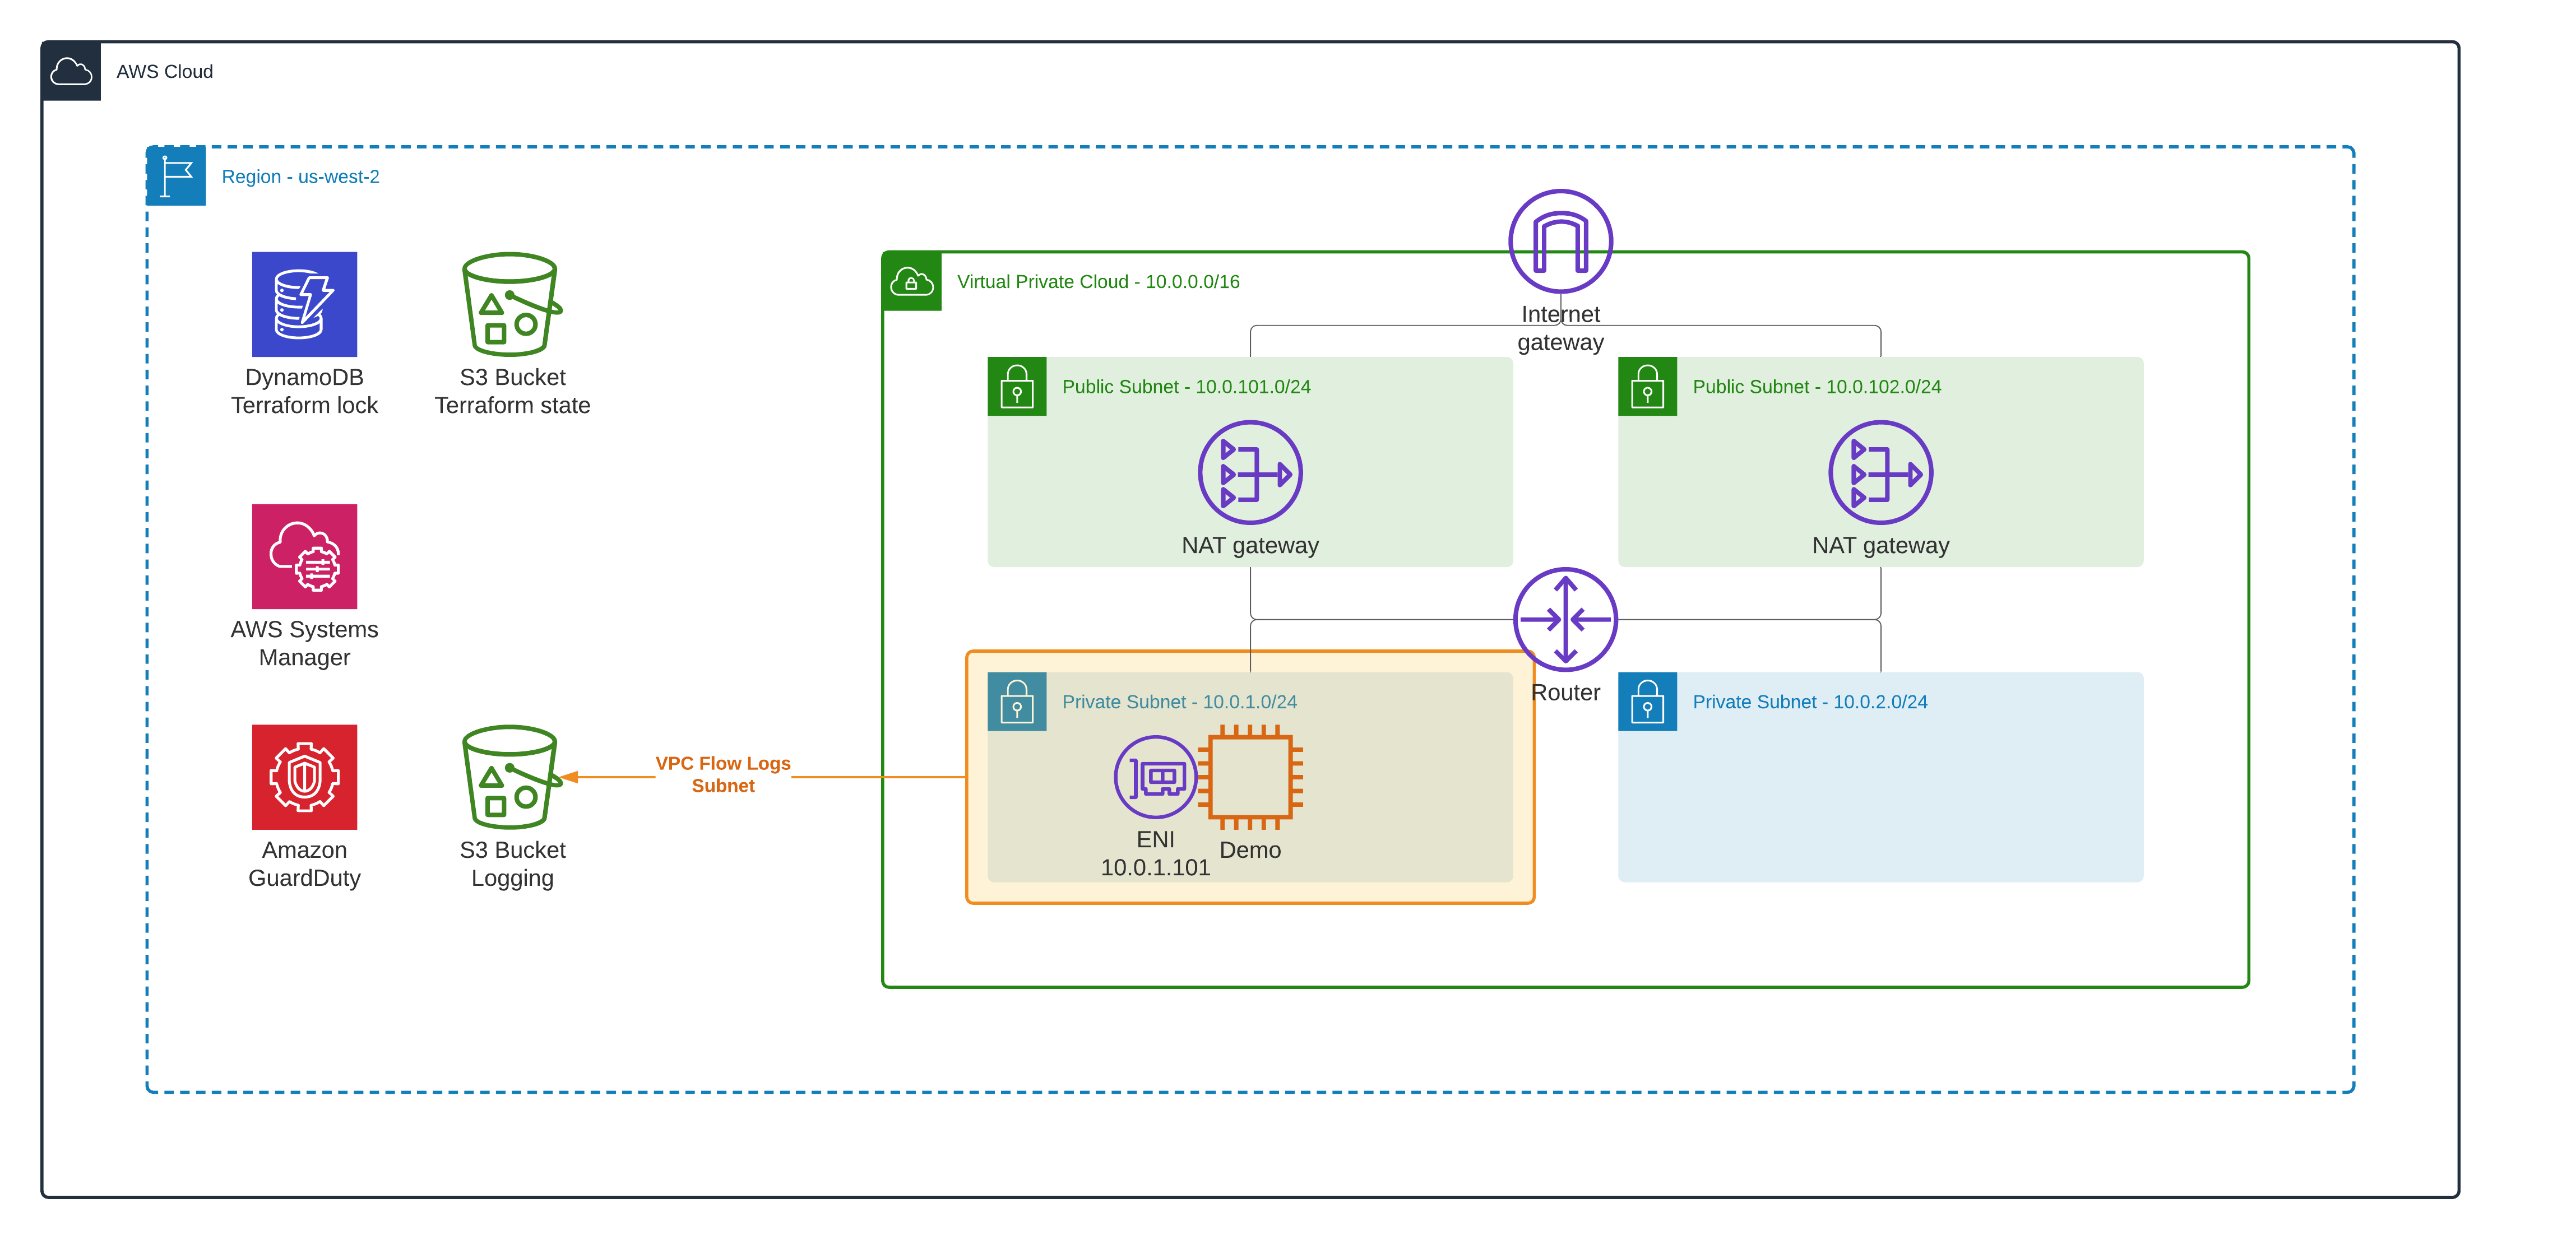 AWS Cloud
Region - us-west-2
DynamoDB
Terraform lock
S3 Bucket
Terraform state
AWS Systems
Manager
Amazon
GuardDuty
S3 Bucket
Logging
VPC Flow Logs
Subnet
Virtual Private Cloud - 10.0.0.0/16
Internet
gateway
Public Subnet - 10.0.101.0/24
NAT gateway
Public Subnet - 10.0.102.0/24
NAT gateway
Router
Private Subnet - 10.0.1.0/24
ENI
10.0.1.101
Demo
Private Subnet - 10.0.2.0/24